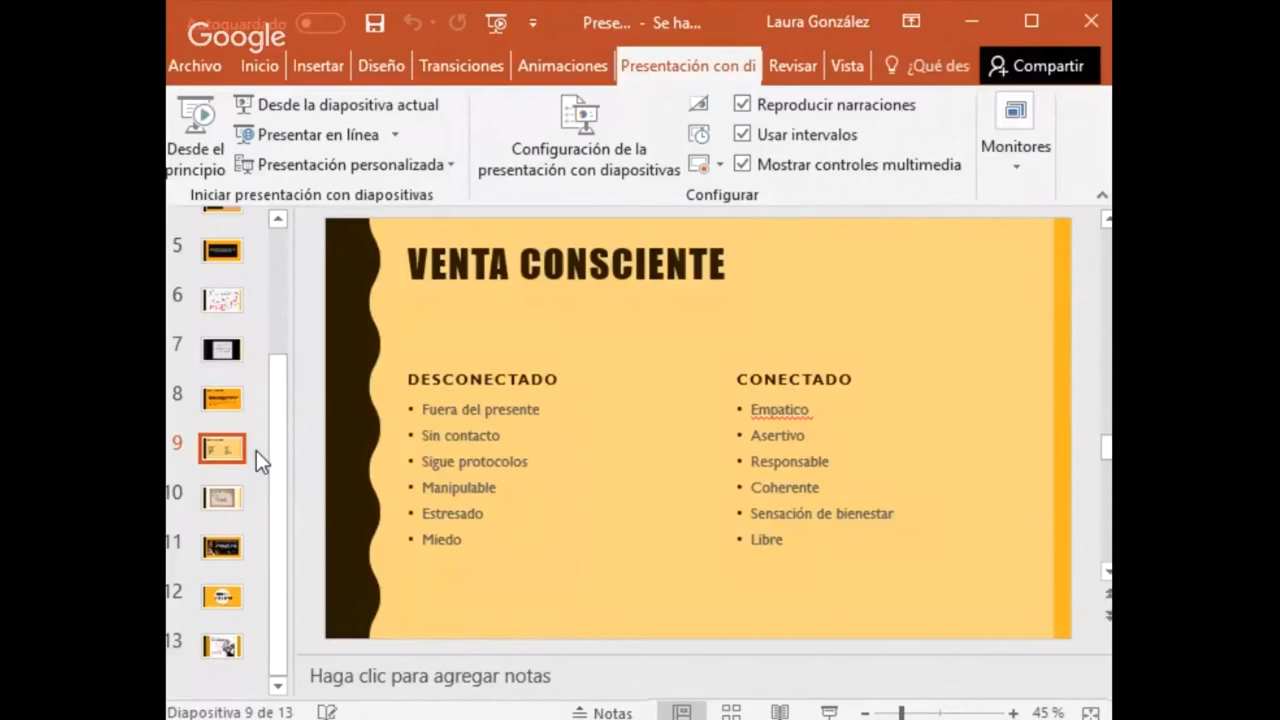 Autoguardado
Google
Prese... - Se ha...
Laura González
Archivo Inicio Insertar Diseño Transiciones Animaciones Presentación con di Revisar Vista ¿Qué des Compartir
Desde el principio
Desde la diapositiva actual
Presentar en línea
Presentación personalizada
Iniciar presentación con diapositivas
Configuración de la
presentación con diapositivas
Reproducir narraciones
Usar intervalos
Mostrar controles multimedia
Configurar
Monitores
5
6
7
8
9
10
11
12
13
VENTA CONSCIENTE
DESCONECTADO
• Fuera del presente
• Sin contacto
• Sigue protocolos
• Manipulable
• Estresado
• Miedo
CONECTADO
• Empatico
• Asertivo
• Responsable
• Coherente
• Sensación de bienestar
• Libre
Haga clic para agregar notas
Diapositiva 9 de 13
Notas
45 %